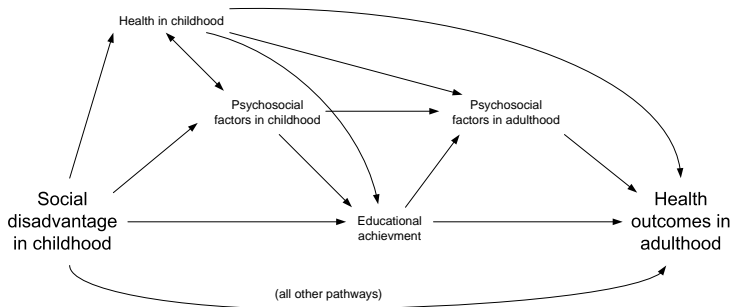 Health in childhood
Psychosocial
factors in childhood
Psychosocial
factors in adulthood
Social
disadvantage
in childhood
Educational
achievment
Health
outcomes in
adulthood
(all other pathways)